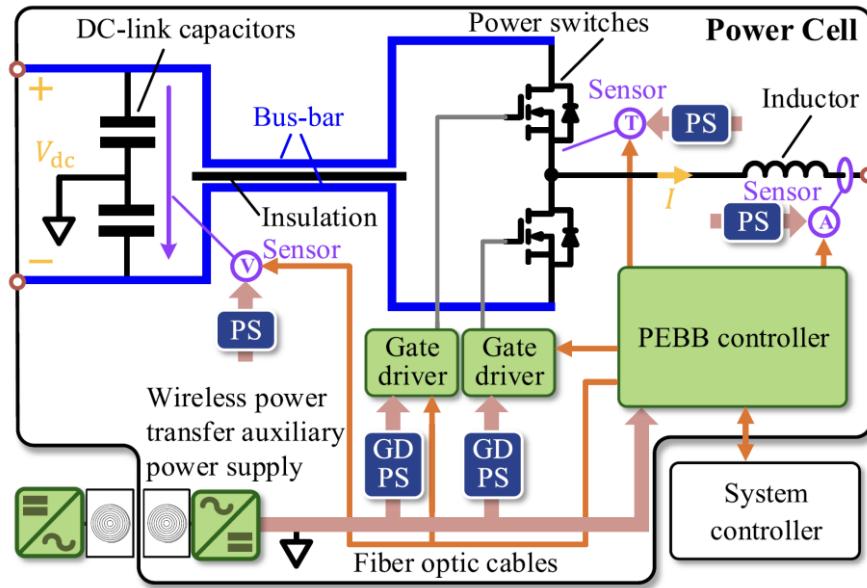 DC-link capacitors
Power switches
Power Cell
+
V_dc
−
Bus-bar
Insulation
Sensor
V
PS
Sensor
T
PS
Inductor
I
Sensor
PS
A
Gate
driver
Gate
driver
PEBB controller
GD
PS
GD
PS
Wireless power
transfer auxiliary
power supply
Fiber optic cables
System
controller